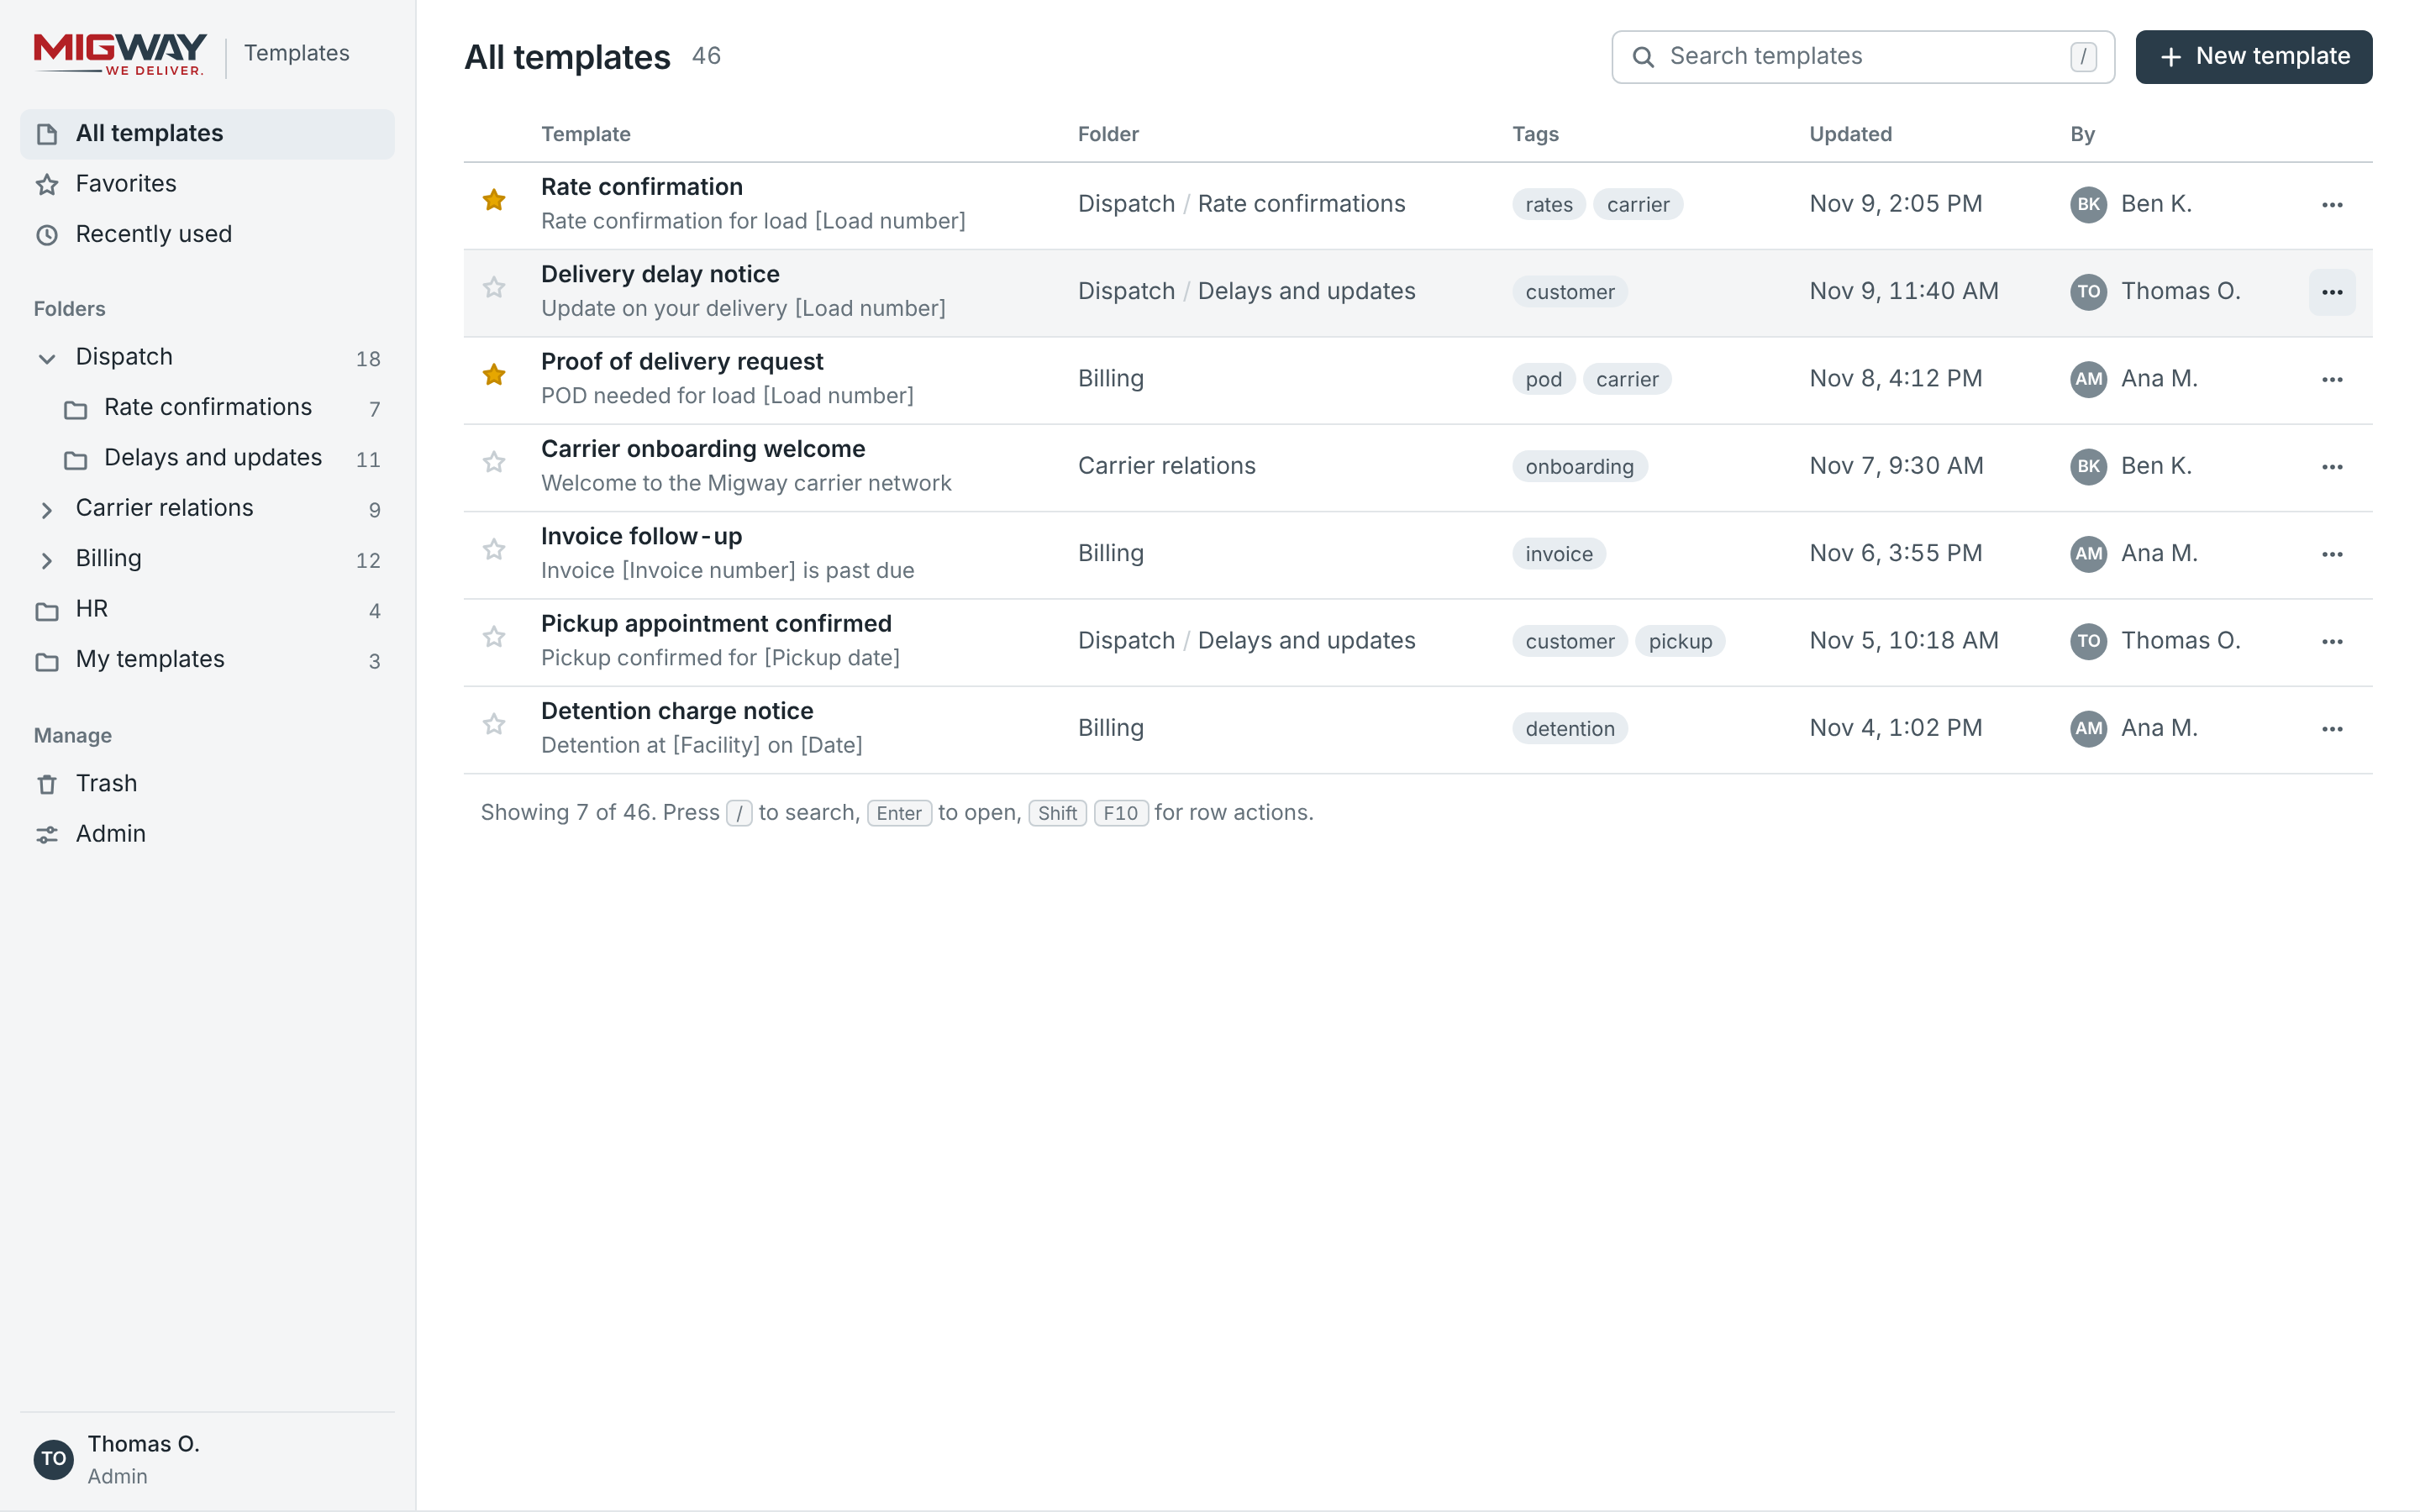 MIGWAY
WE DELIVER.
Templates
All templates
Favorites
Recently used
Folders
Dispatch 18
Rate confirmations 7
Delays and updates 11
Carrier relations 9
Billing 12
HR 4
My templates 3
Manage
Trash
Admin
TO
Thomas O.
Admin
All templates 46
Search templates /
New template
Template Folder Tags Updated By
Rate confirmation
Rate confirmation for load [Load number]
Dispatch / Rate confirmations rates carrier Nov 9, 2:05 PM BK Ben K.
Delivery delay notice
Update on your delivery [Load number]
Dispatch / Delays and updates customer Nov 9, 11:40 AM TO Thomas O.
Proof of delivery request
POD needed for load [Load number]
Billing pod carrier Nov 8, 4:12 PM AM Ana M.
Carrier onboarding welcome
Welcome to the Migway carrier network
Carrier relations onboarding Nov 7, 9:30 AM BK Ben K.
Invoice follow-up
Invoice [Invoice number] is past due
Billing invoice Nov 6, 3:55 PM AM Ana M.
Pickup appointment confirmed
Pickup confirmed for [Pickup date]
Dispatch / Delays and updates customer pickup Nov 5, 10:18 AM TO Thomas O.
Detention charge notice
Detention at [Facility] on [Date]
Billing detention Nov 4, 1:02 PM AM Ana M.
Showing 7 of 46. Press / to search, Enter to open, Shift F10 for row actions.